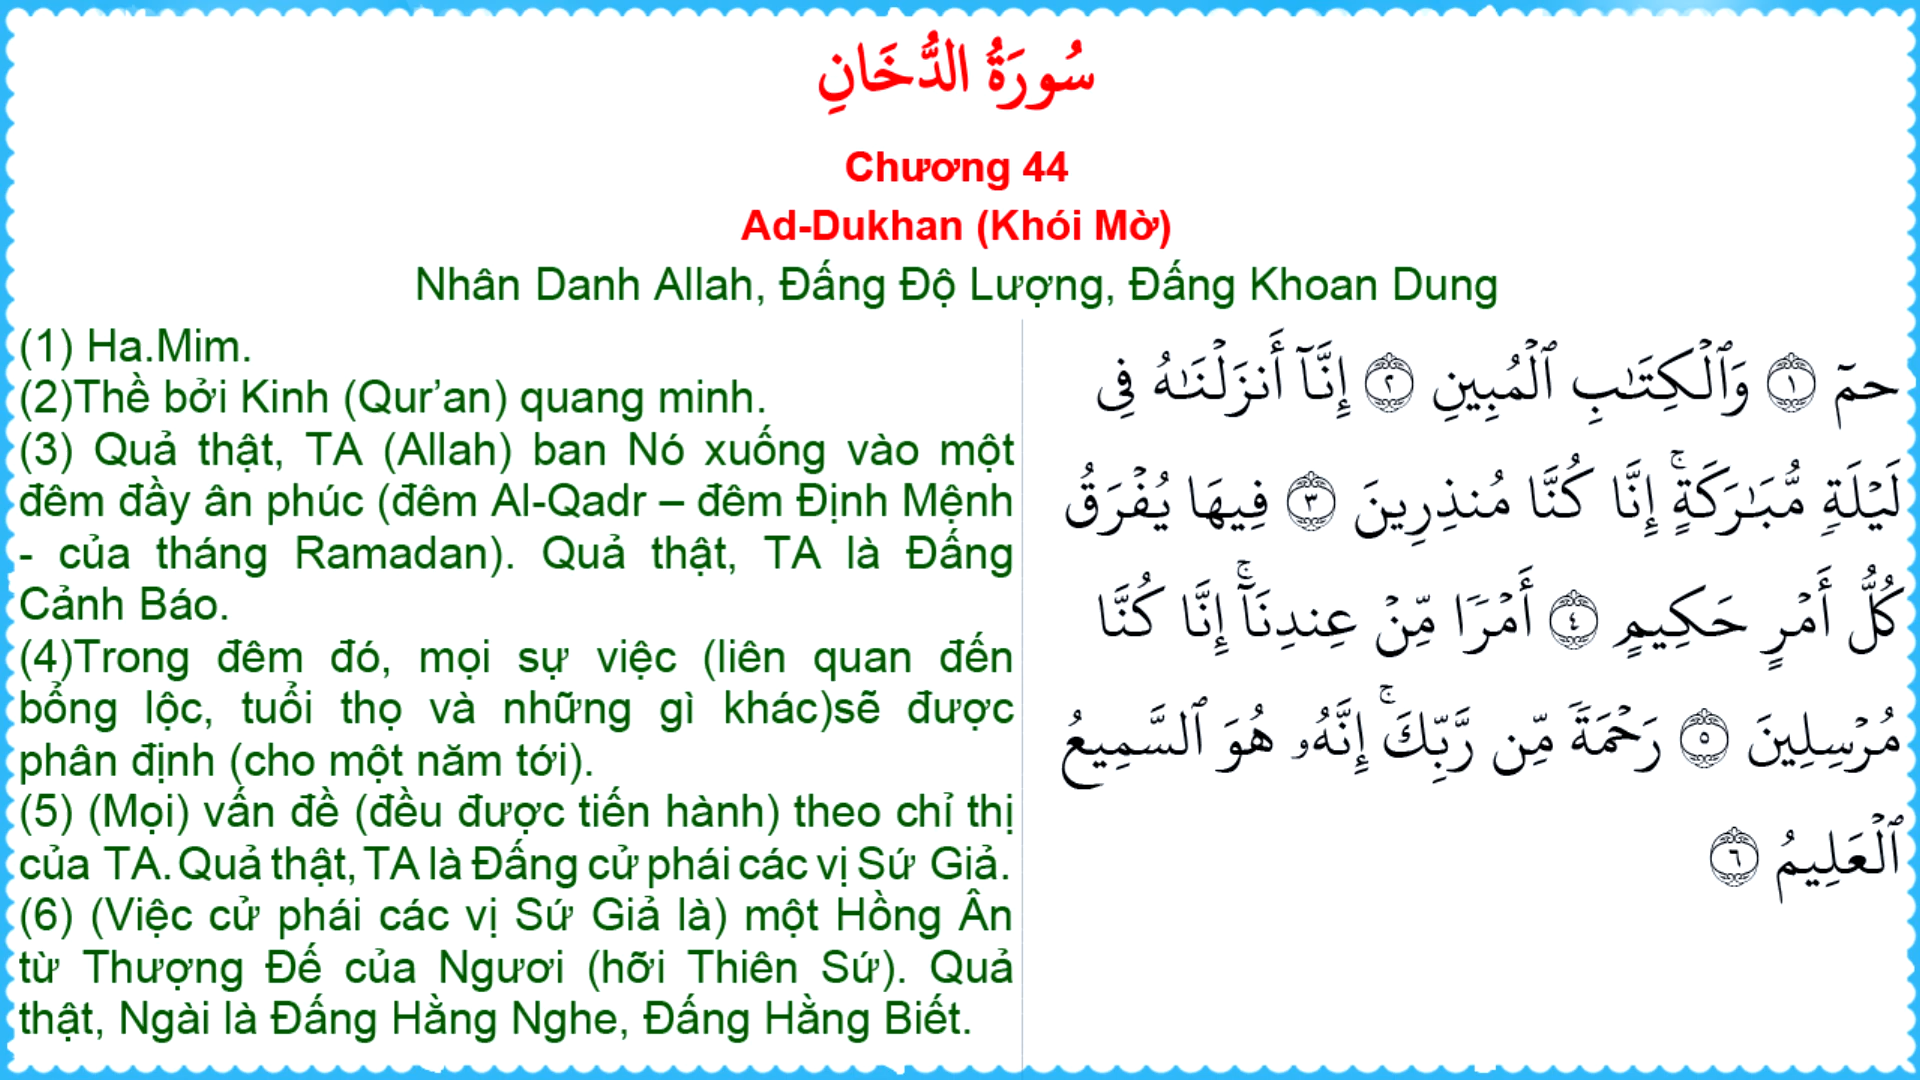 سُورَةُ الدُّخَانِ
Chương 44
Ad-Dukhan (Khói Mờ)
Nhân Danh Allah, Đấng Độ Lượng, Đấng Khoan Dung
(1) Ha.Mim.
(2)Thề bởi Kinh (Qur’an) quang minh.
(3) Quả thật, TA (Allah) ban Nó xuống vào một
đêm đầy ân phúc (đêm Al-Qadr – đêm Định Mệnh
- của tháng Ramadan). Quả thật, TA là Đấng
Cảnh Báo.
(4)Trong đêm đó, mọi sự việc (liên quan đến
bổng lộc, tuổi thọ và những gì khác)sẽ được
phân định (cho một năm tới).
(5) (Mọi) vấn đề (đều được tiến hành) theo chỉ thị
của TA.Quả thật, TA là Đấng cử phái các vị Sứ Giả.
(6) (Việc cử phái các vị Sứ Giả là) một Hồng Ân
từ Thượng Đế của Ngươi (hỡi Thiên Sứ). Quả
thật, Ngài là Đấng Hằng Nghe, Đấng Hằng Biết.
حمٓ ١ وَٱلۡكِتَٰبِ ٱلۡمُبِينِ ٢ إِنَّآ أَنزَلۡنَٰهُ فِي
لَيۡلَةٖ مُّبَٰرَكَةٍۚ إِنَّا كُنَّا مُنذِرِينَ ٣ فِيهَا يُفۡرَقُ
كُلُّ أَمۡرٍ حَكِيمٍ ٤ أَمۡرٗا مِّنۡ عِندِنَآۚ إِنَّا كُنَّا
مُرۡسِلِينَ ٥ رَحۡمَةٗ مِّن رَّبِّكَۚ إِنَّهُۥ هُوَ ٱلسَّمِيعُ
ٱلۡعَلِيمُ ٦